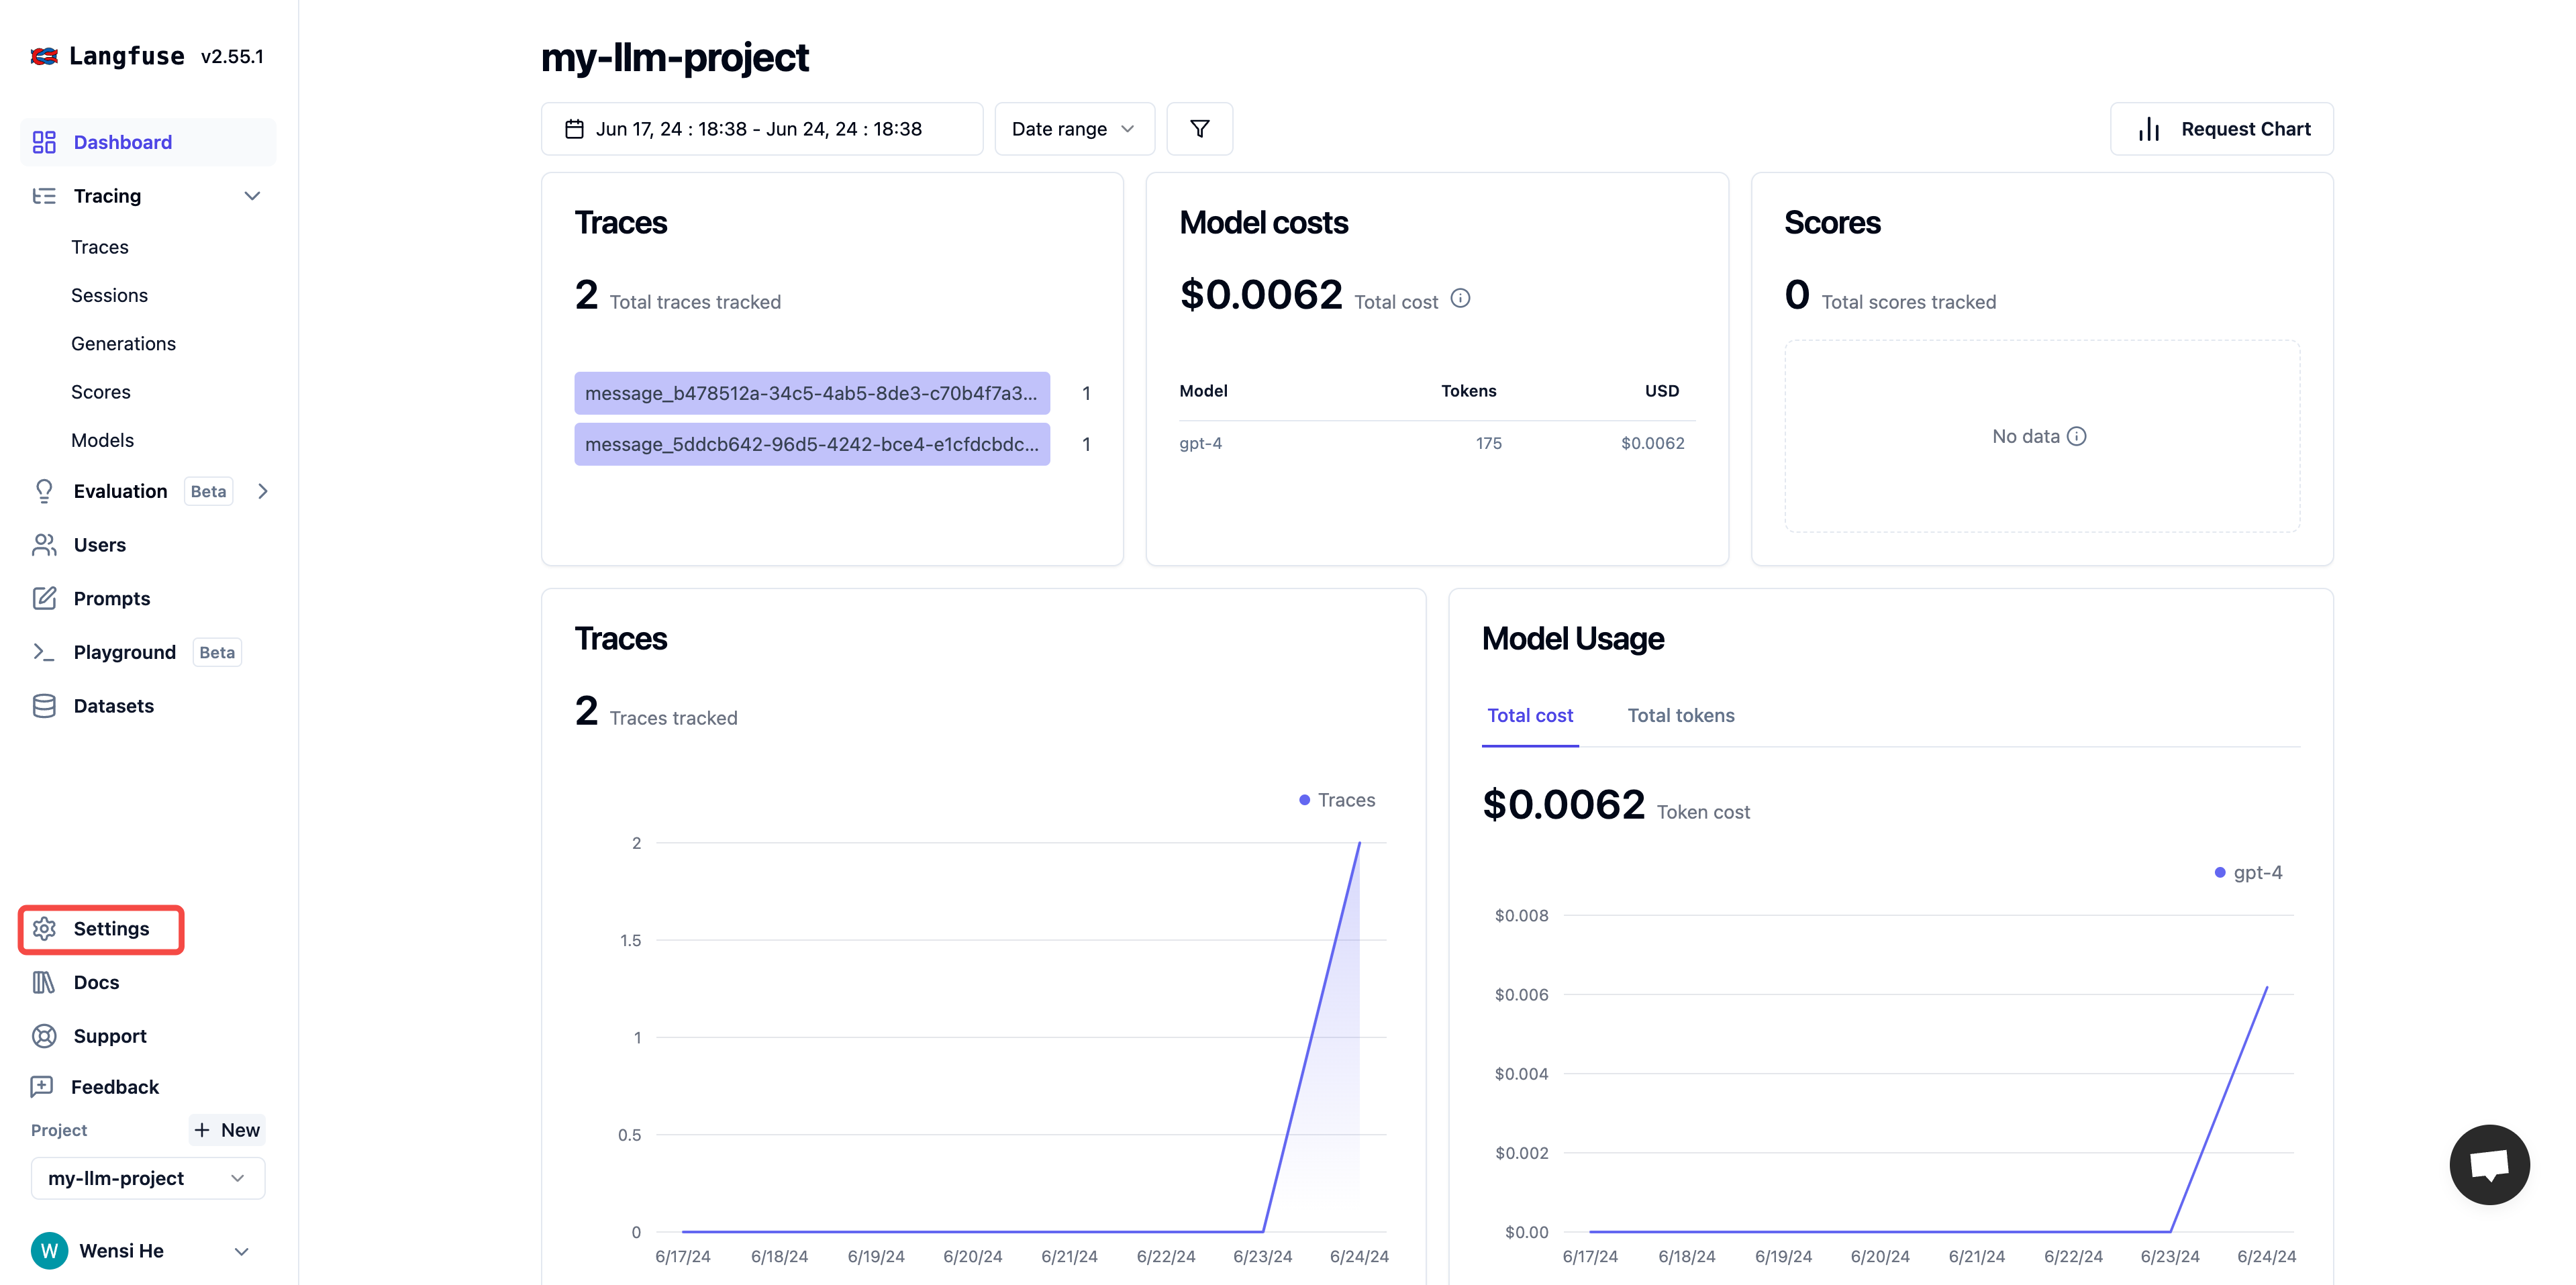 Langfuse v2.55.1
Dashboard
Tracing
Traces
Sessions
Generations
Scores
Models
Evaluation Beta
Users
Prompts
Playground Beta
Datasets
Settings
Docs
Support
Feedback
Project + New
my-llm-project
W Wensi He
my-llm-project
Jun 17, 24 : 18:38 - Jun 24, 24 : 18:38 Date range Request Chart
Traces
2 Total traces tracked
message_b478512a-34c5-4ab5-8de3-c70b4f7a3... 1
message_5ddcb642-96d5-4242-bce4-e1cfdcbdc... 1
Model costs
$0.0062 Total cost
Model Tokens USD
gpt-4 175 $0.0062
Scores
0 Total scores tracked
No data
Traces
2 Traces tracked
Traces
2
1.5
1
0.5
0
6/17/24 6/18/24 6/19/24 6/20/24 6/21/24 6/22/24 6/23/24 6/24/24
Model Usage
Total cost Total tokens
$0.0062 Token cost
gpt-4
$0.008
$0.006
$0.004
$0.002
$0.00
6/17/24 6/18/24 6/19/24 6/20/24 6/21/24 6/22/24 6/23/24 6/24/24